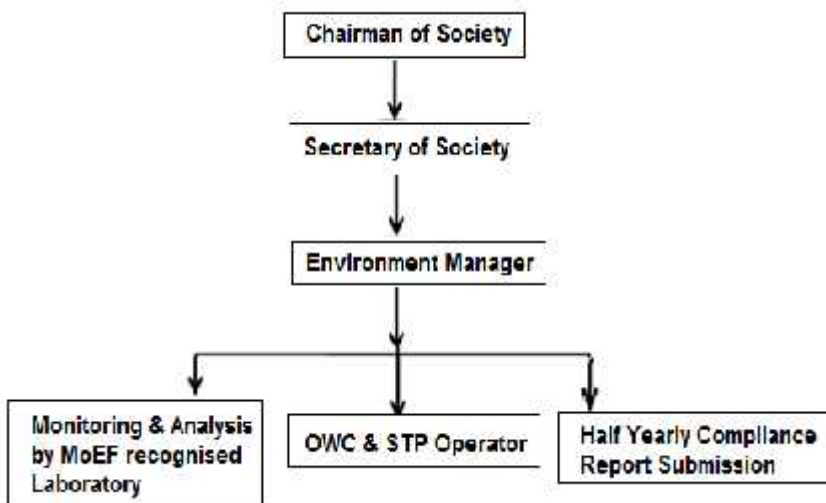 Chairman of Society
Secretary of Society
Environment Manager
Monitoring & Analysis
by MoEF recognised
Laboratory
OWC & STP Operator
Half Yearly Compliance
Report Submission